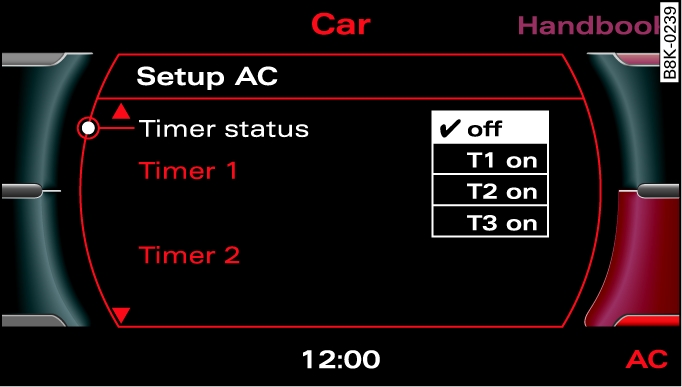 Car
Handbook
B8K-0239
Setup AC
Timer status
✔ off
T1 on
Timer 1
T2 on
T3 on
Timer 2
12:00
AC